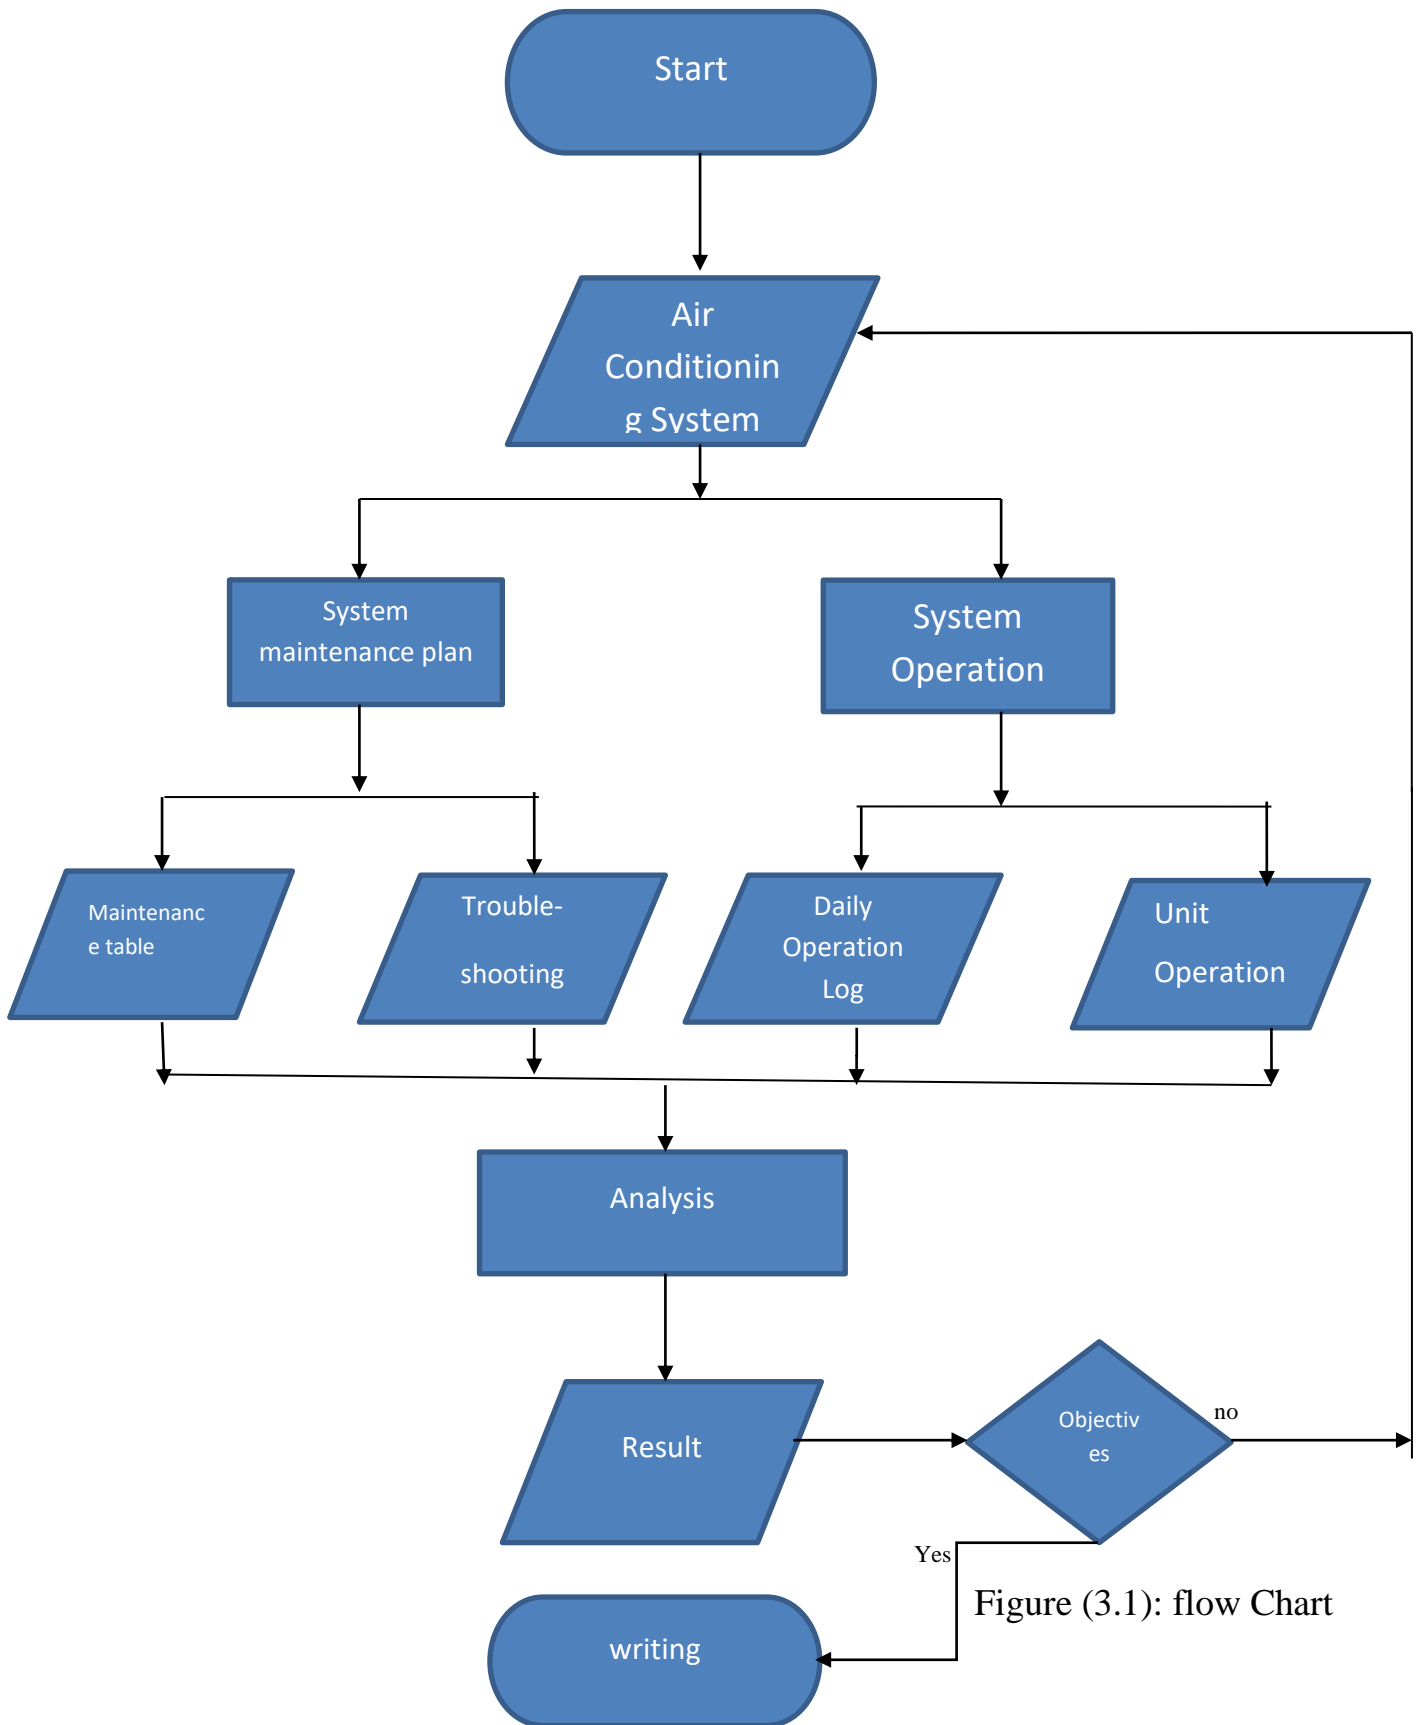 Start
Air
Conditionin
g System
System
maintenance plan
System
Operation
Maintenanc
e table
Trouble-
shooting
Daily
Operation
Log
Unit
Operation
Analysis
Result
Objectiv
es
no
Yes
Figure (3.1): flow Chart
writing